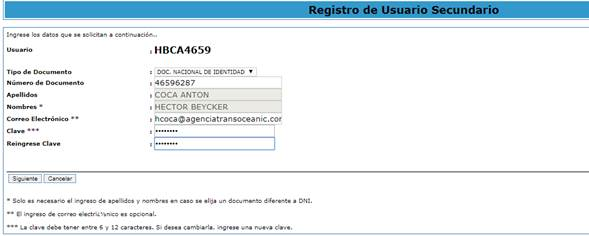 Registro de Usuario Secundario
Ingrese los datos que se solicitan a continuación..
Usuario : HBCA4659
Tipo de Documento : DOC. NACIONAL DE IDENTIDAD ▼
Número de Documento : 46596287
Apellidos : COCA ANTON
Nombres * : HECTOR BEYCKER
Correo Electrónico ** : hcoca@agenciatransoceanic.cor
Clave *** : ••••••••
Reingrese Clave : ••••••••
Siguiente Cancelar
* Solo es necesario el ingreso de apellidos y nombres en caso se elija un documento diferente a DNI.
** El ingreso de correo electrï¿½nico es opcional.
*** La clave debe tener entre 6 y 12 caracteres. Si desea cambiarla, ingrese una nueva clave.